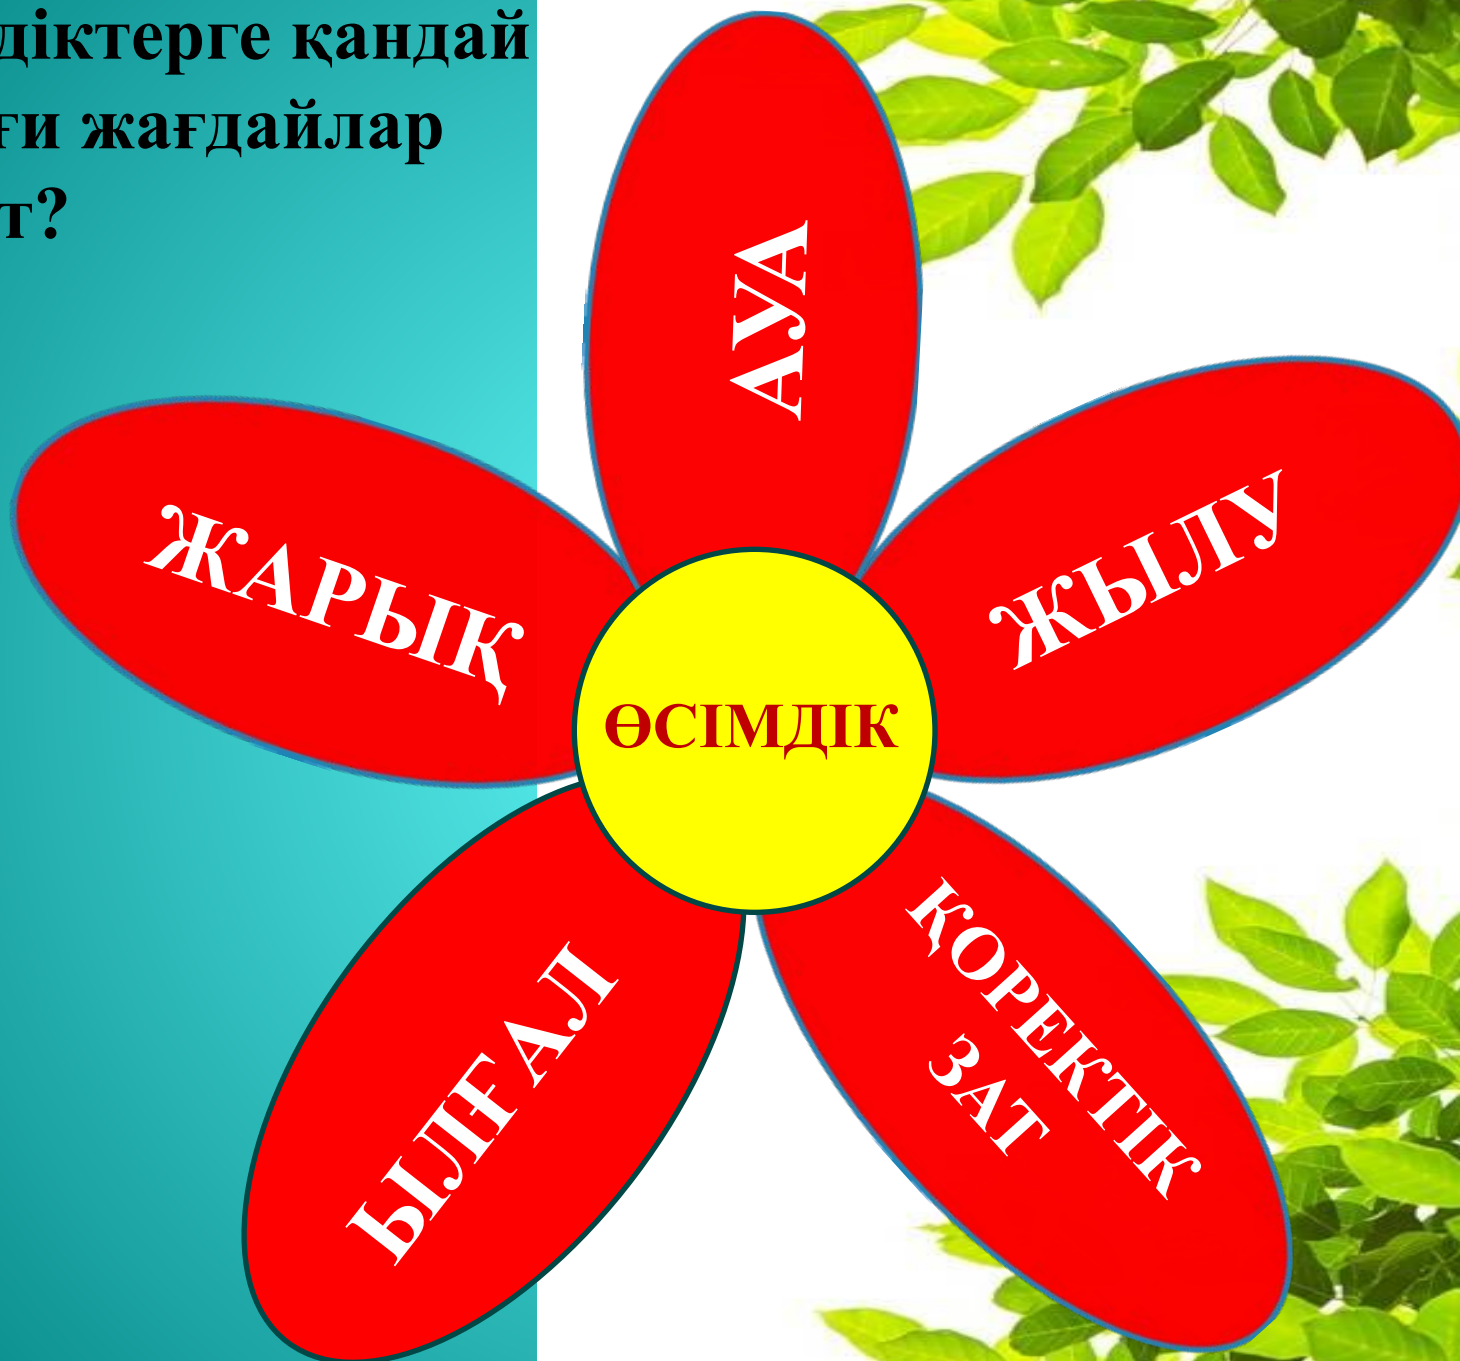 діктерге қандай
ғи жағдайлар
т?
АУА
ЖАРЫҚ
ЖЫЛУ
ӨСІМДІК
ЫЛҒАЛ
ҚОРЕКТІК
ЗАТ